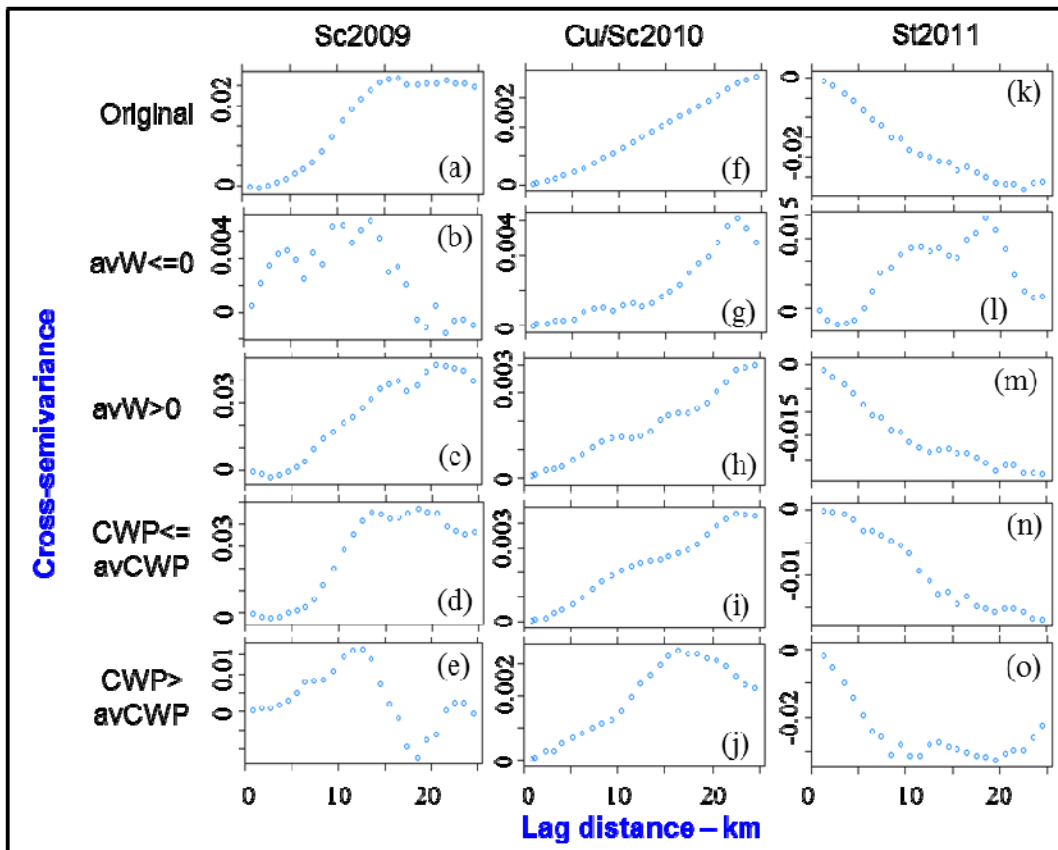 Sc2009 Cu/Sc2010 St2011
Original
0.02
0
(a)
0.002
0
(f)
0
-0.02
(k)
avW<=0
0.004
0
(b)
0.004
0
(g)
0.015
0
(l)
avW>0
0.03
0
(c)
0.003
0
(h)
0
-0.015
(m)
CWP<=
avCWP
0.03
0
(d)
0.003
0
(i)
0
-0.01
(n)
CWP>
avCWP
0.01
0
(e)
0.002
0
(j)
0
-0.02
(o)
Cross-semivariance
0 10 20 0 10 20 0 10 20
Lag distance – km